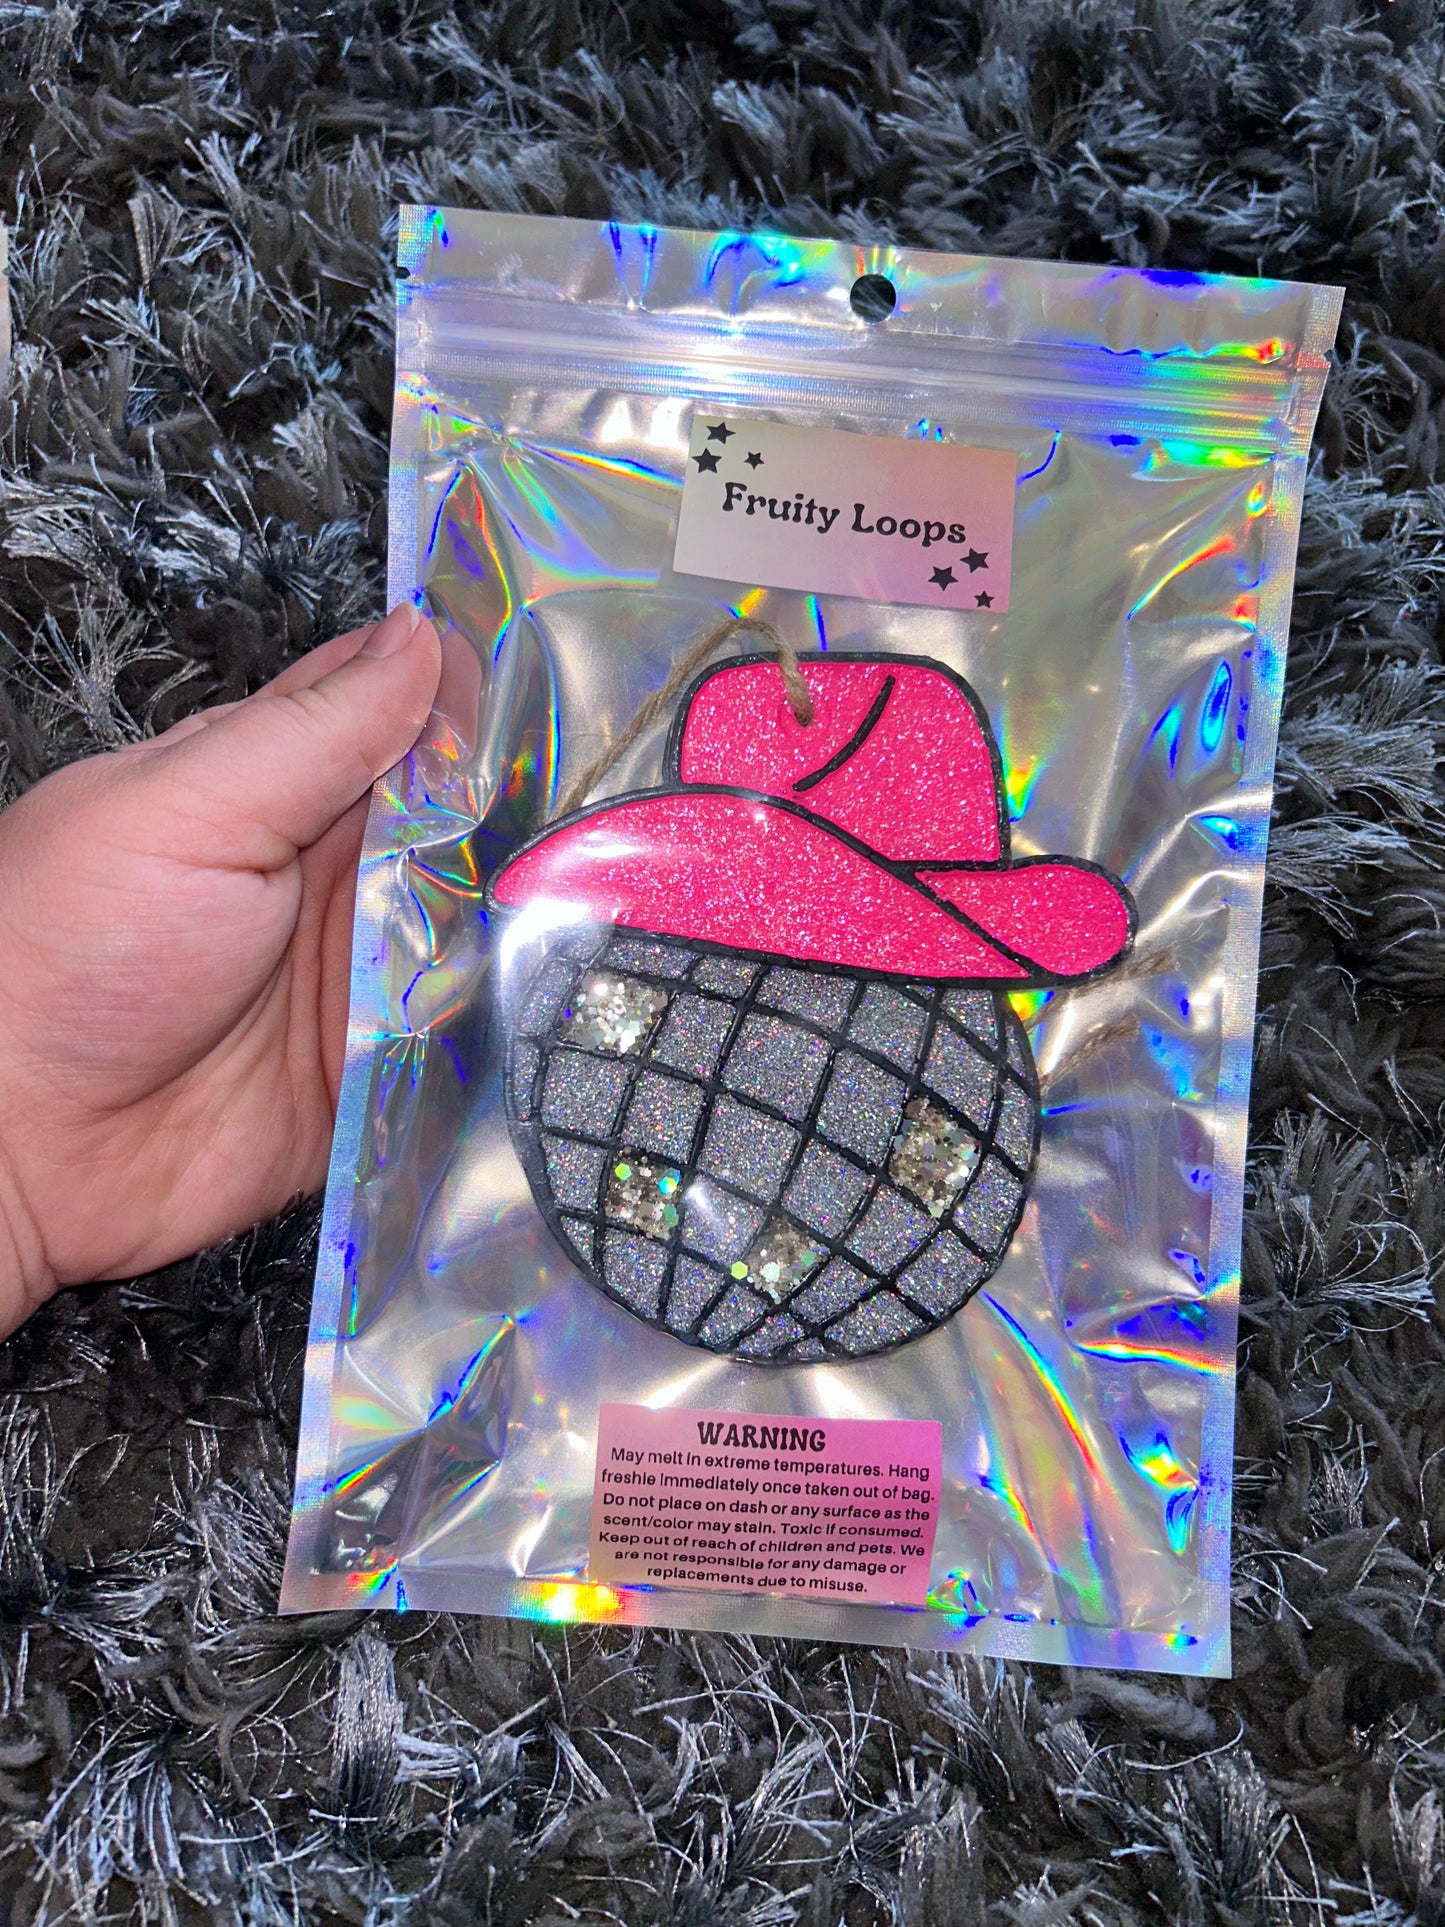 Fruity Loops
WARNING
May melt in extreme temperatures. Hang
freshie immediately once taken out of bag.
Do not place on dash or any surface as the
scent/color may stain. Toxic if consumed.
Keep out of reach of children and pets. We
are not responsible for any damage or
replacements due to misuse.